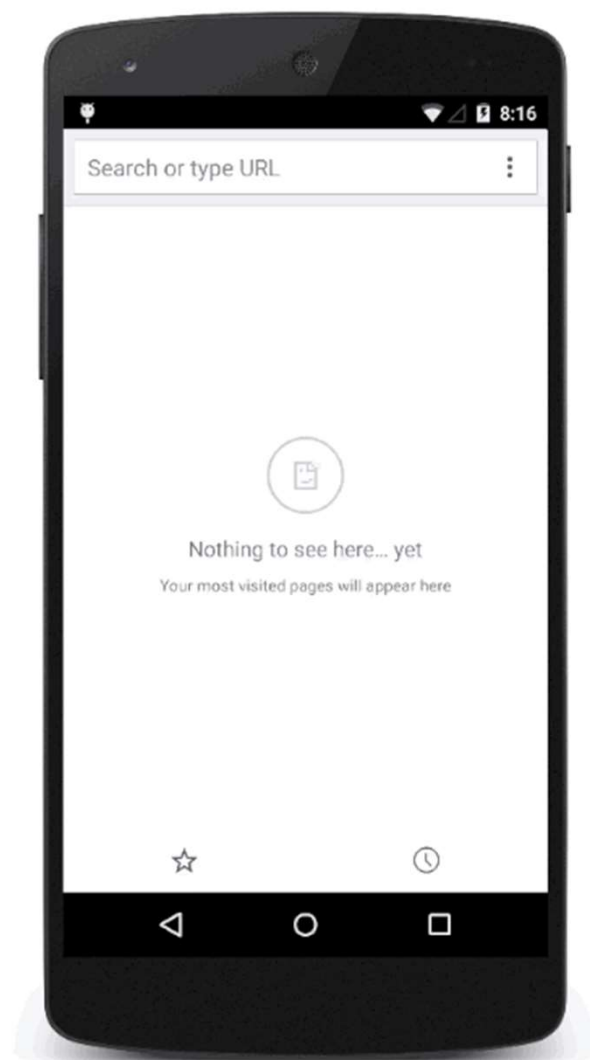 8:16
Search or type URL
Nothing to see here... yet
Your most visited pages will appear here